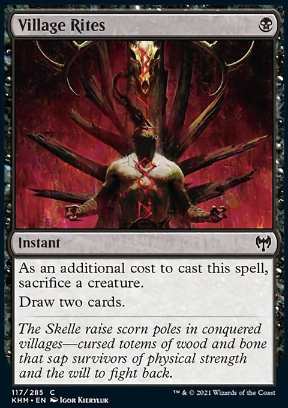 Village Rites
Instant
As an additional cost to cast this spell,
sacrifice a creature.
Draw two cards.
The Skelle raise scorn poles in conquered
villages—cursed totems of wood and bone
that sap survivors of physical strength
and the will to fight back.
117/285 C
KHM • EN Igor Kieryluk
™ & © 2021 Wizards of the Coast